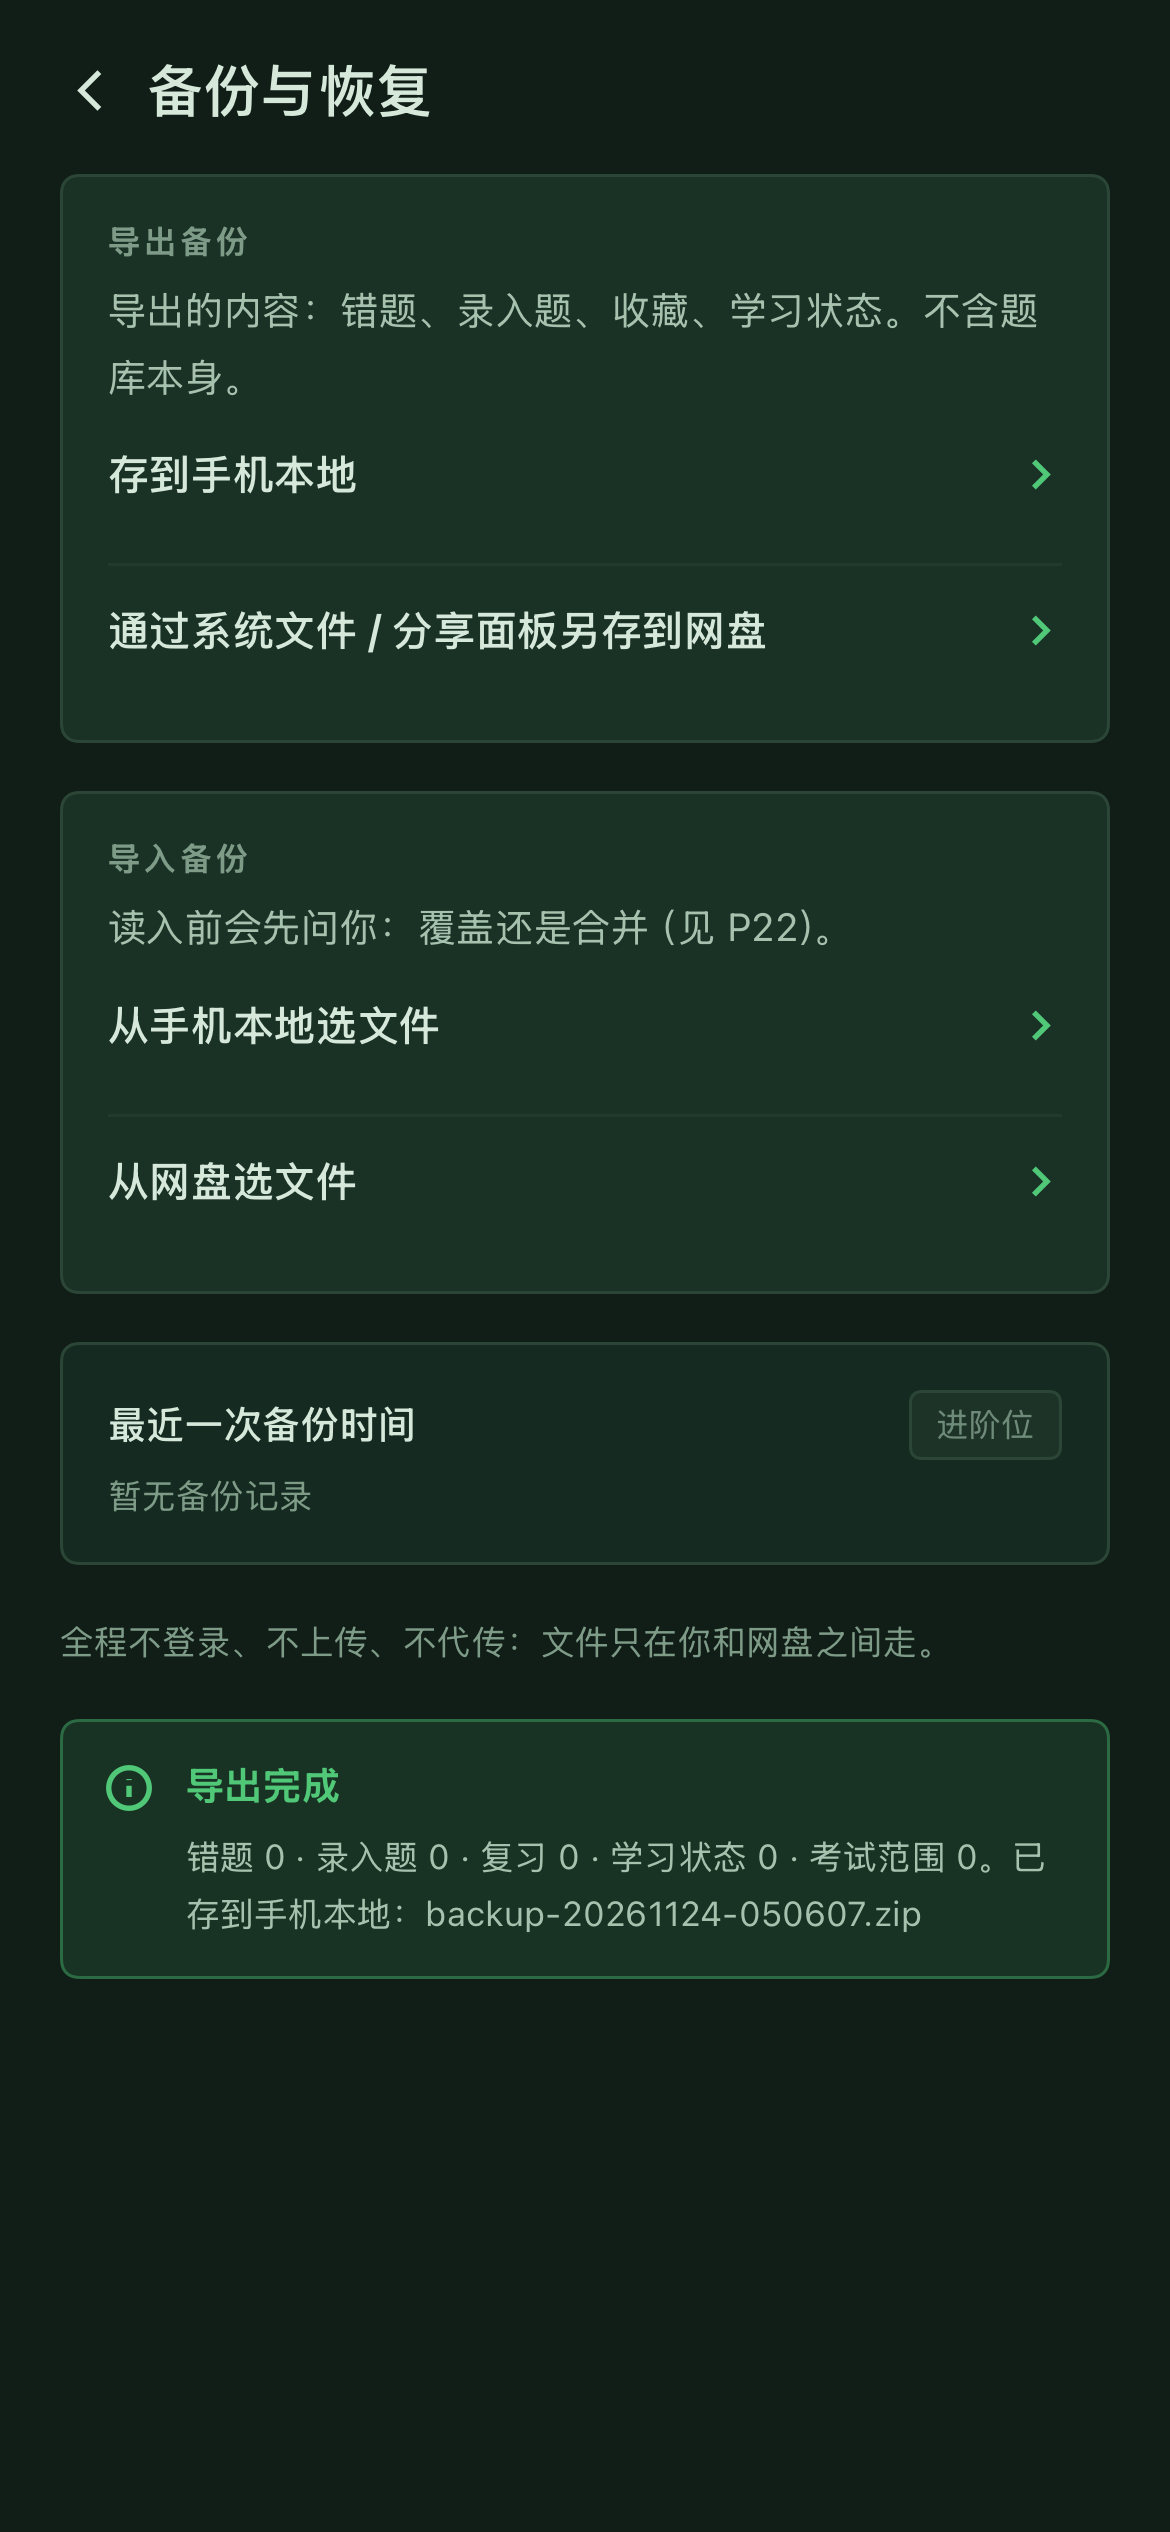 备份与恢复
导出备份
导出的内容：错题、录入题、收藏、学习状态。不含题
库本身。
存到手机本地
通过系统文件 / 分享面板另存到网盘
导入备份
读入前会先问你：覆盖还是合并（见 P22）。
从手机本地选文件
从网盘选文件
最近一次备份时间
进阶位
暂无备份记录
全程不登录、不上传、不代传：文件只在你和网盘之间走。
导出完成
错题 0 · 录入题 0 · 复习 0 · 学习状态 0 · 考试范围 0。已
存到手机本地：backup-20261124-050607.zip